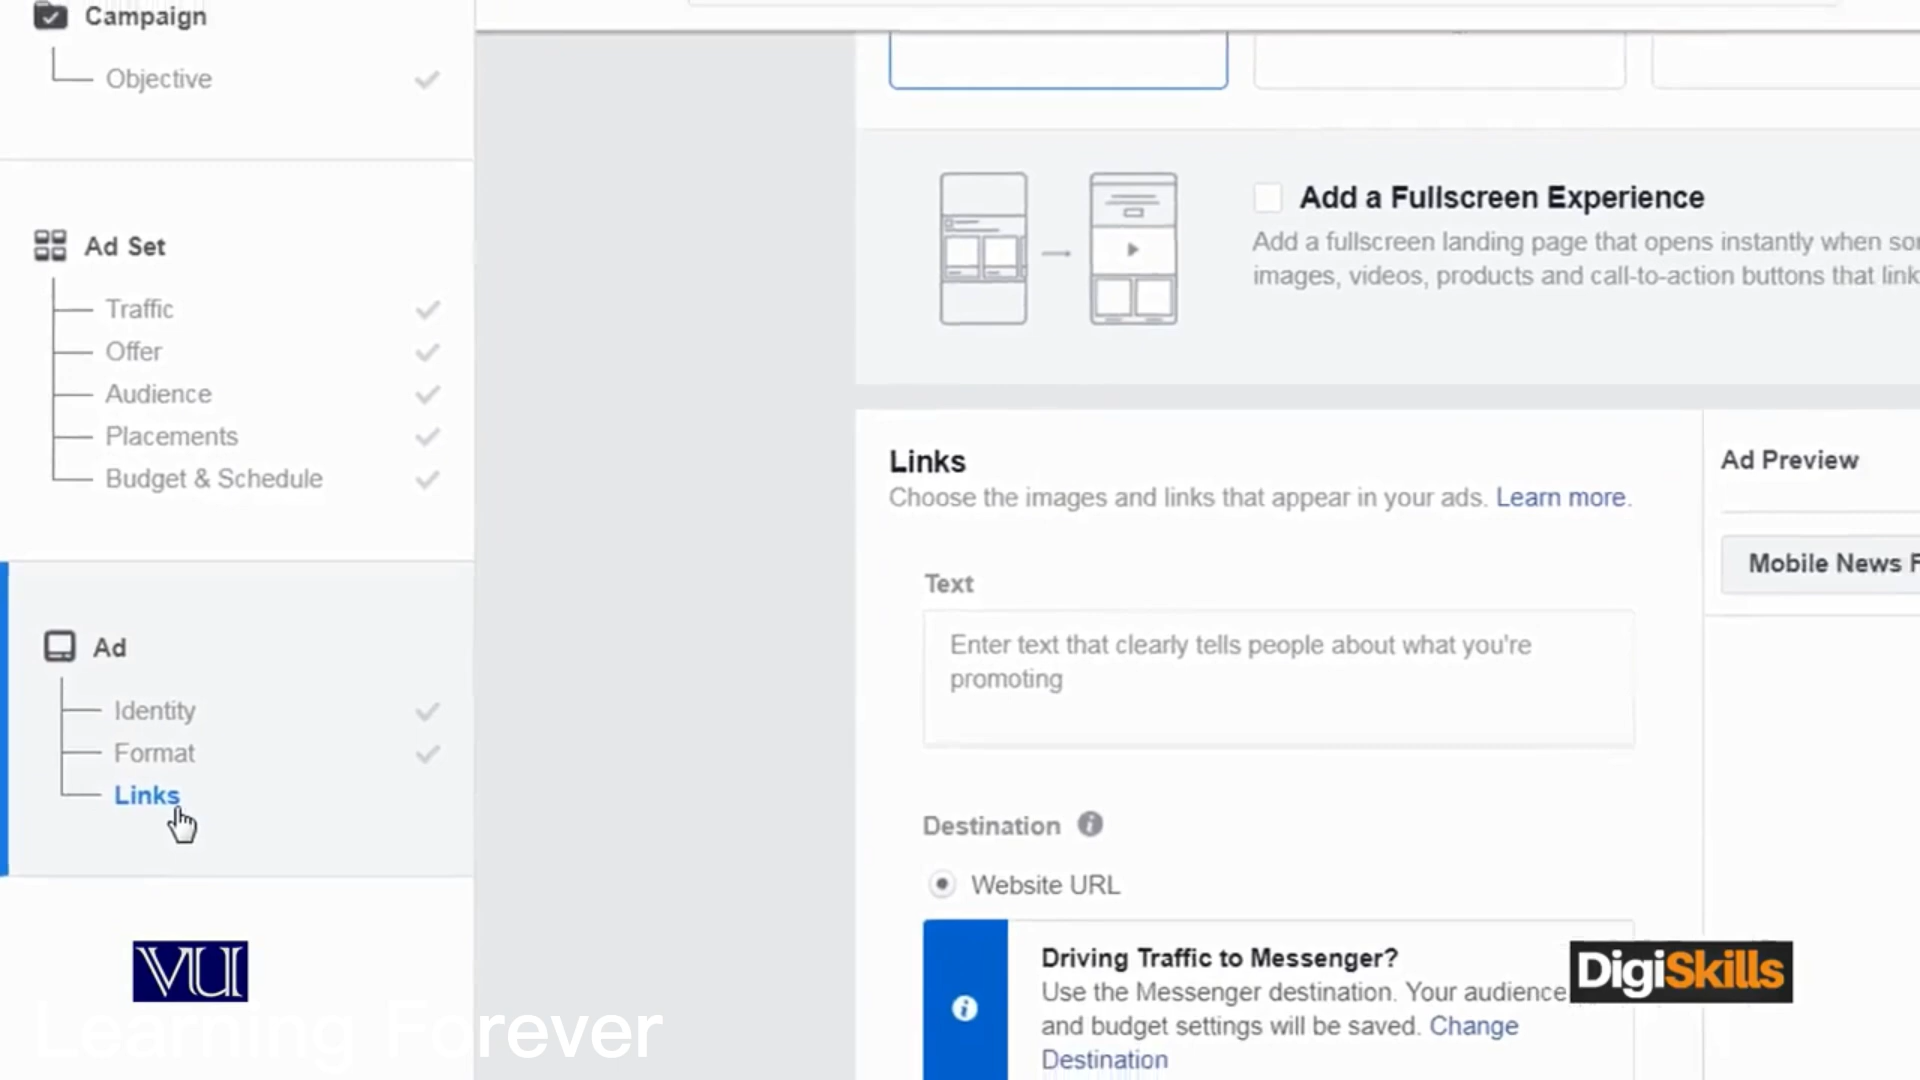 Campaign
Objective
Ad Set
Traffic
Offer
Audience
Placements
Budget & Schedule
Ad
Identity
Format
Links
Add a Fullscreen Experience
Add a fullscreen landing page that opens instantly when
images, videos, products and call-to-action buttons that link
Links
Choose the images and links that appear in your ads. Learn more.
Text
Enter text that clearly tells people about what you're
promoting
Destination
Website URL
Driving Traffic to Messenger?
Use the Messenger destination. Your audience
and budget settings will be saved. Change
Destination
Ad Preview
Mobile News F
VU
DigiSkills
Learning Forever